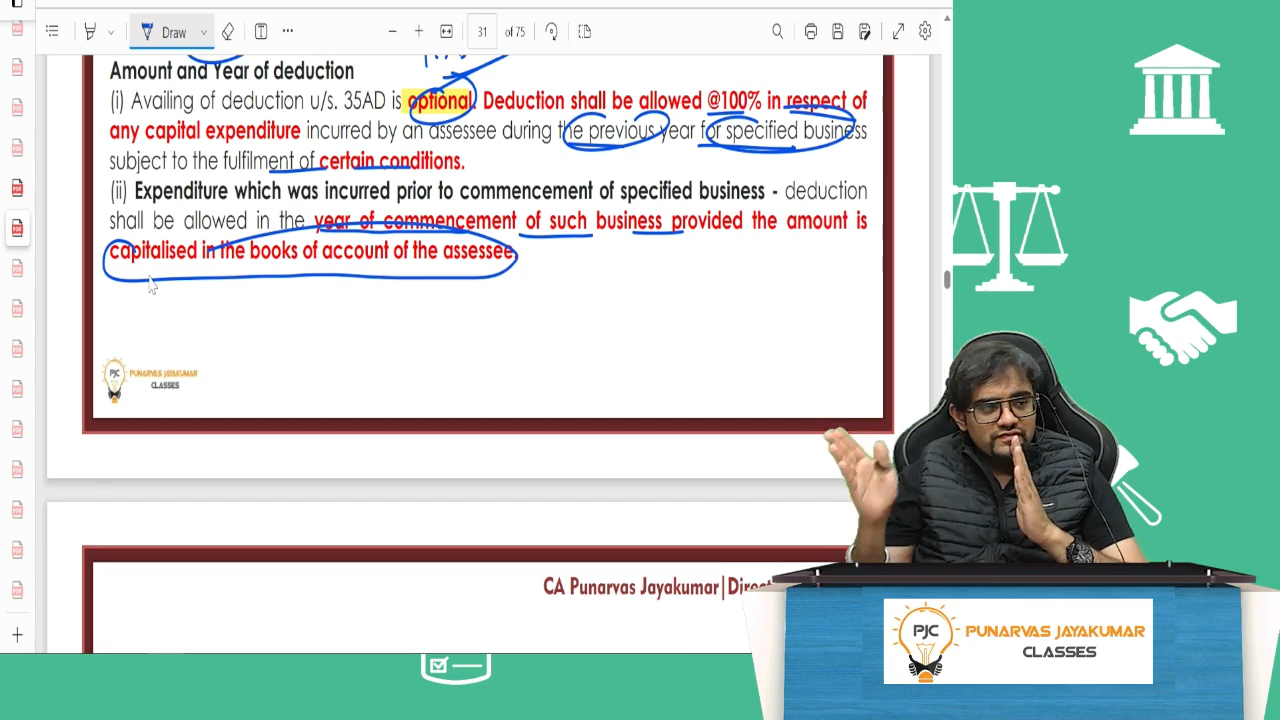 Draw
31 of 75
Amount and Year of deduction
(i) Availing of deduction u/s. 35AD is optional. Deduction shall be allowed @100% in respect of
any capital expenditure incurred by an assessee during the previous year for specified business
subject to the fulfilment of certain conditions.
(ii) Expenditure which was incurred prior to commencement of specified business - deduction
shall be allowed in the year of commencement of such business provided the amount is
capitalised in the books of account of the assessee.
PJC
PUNARVAS JAYAKUMAR
CLASSES
CA Punarvas Jayakumar|Direc
PJC
PUNARVAS JAYAKUMAR
CLASSES